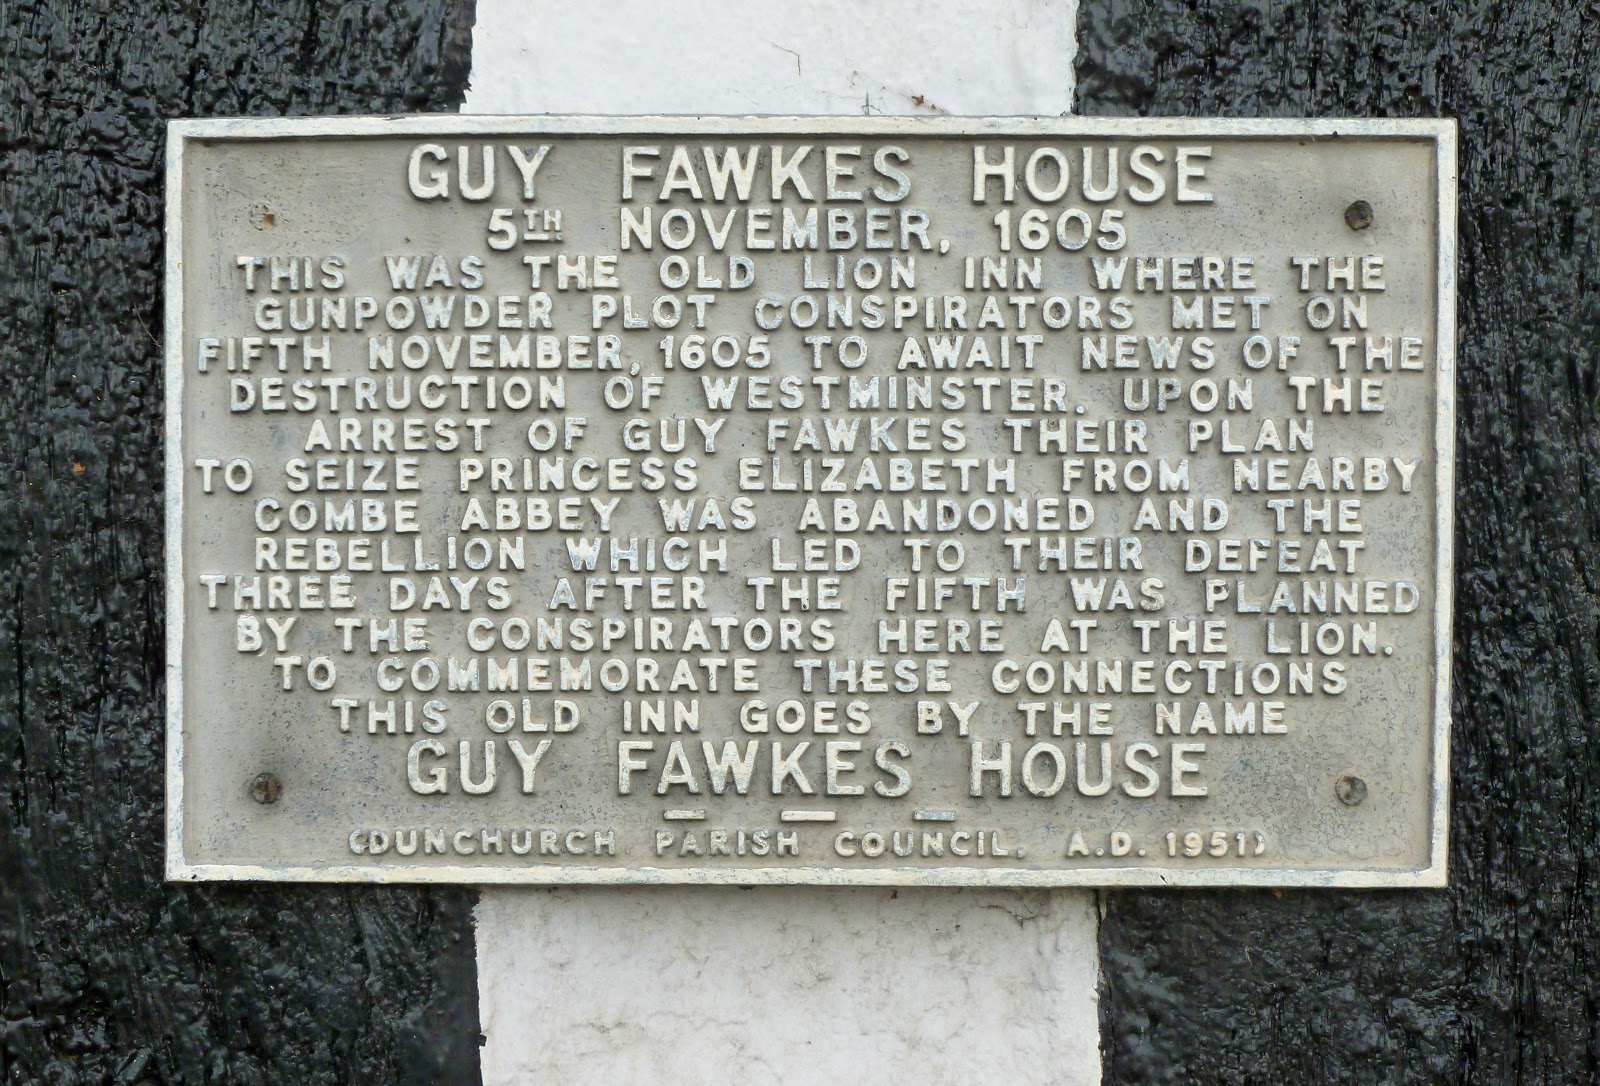 GUY FAWKES HOUSE
5TH NOVEMBER, 1605
THIS WAS THE OLD LION INN WHERE THE
GUNPOWDER PLOT CONSPIRATORS MET ON
FIFTH NOVEMBER, 1605 TO AWAIT NEWS OF THE
DESTRUCTION OF WESTMINSTER. UPON THE
ARREST OF GUY FAWKES THEIR PLAN
TO SEIZE PRINCESS ELIZABETH FROM NEARBY
COMBE ABBEY WAS ABANDONED AND THE
REBELLION WHICH LED TO THEIR DEFEAT
THREE DAYS AFTER THE FIFTH WAS PLANNED
BY THE CONSPIRATORS HERE AT THE LION.
TO COMMEMORATE THESE CONNECTIONS
THIS OLD INN GOES BY THE NAME
GUY FAWKES HOUSE
(DUNCHURCH PARISH COUNCIL, A.D. 1951)